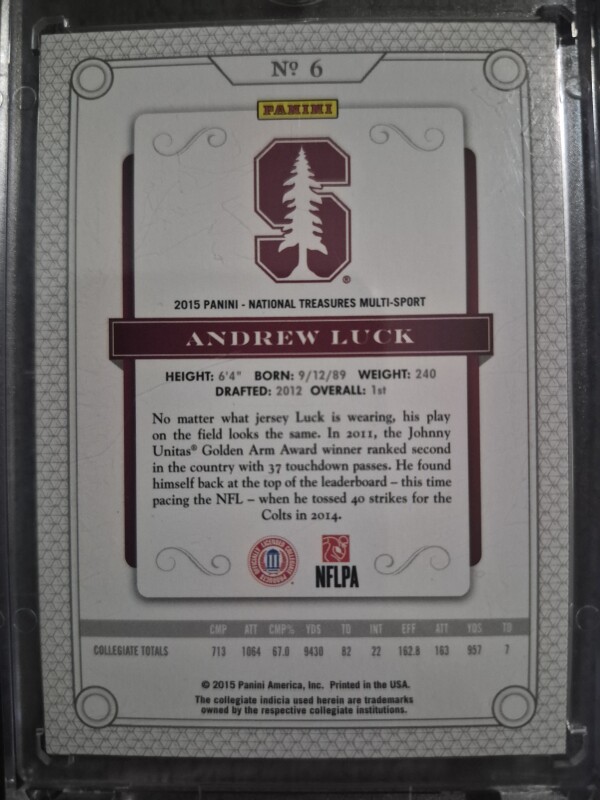 Nº 6
PANINI
S
®
2015 PANINI - NATIONAL TREASURES MULTI-SPORT
ANDREW LUCK
HEIGHT: 6'4" BORN: 9/12/89 WEIGHT: 240
DRAFTED: 2012 OVERALL: 1st
No matter what jersey Luck is wearing, his play
on the field looks the same. In 2011, the Johnny
Unitas® Golden Arm Award winner ranked second
in the country with 37 touchdown passes. He found
himself back at the top of the leaderboard – this time
pacing the NFL – when he tossed 40 strikes for the
Colts in 2014.
OFFICIALLY LICENSED COLLEGIATE PRODUCTS
NFLPA
CMP ATT CMP% YDS TD INT EFF ATT YDS TD
COLLEGIATE TOTALS 713 1064 67.0 9430 82 22 162.8 163 957 7
© 2015 Panini America, Inc. Printed in the USA.
The collegiate indicia used herein are trademarks
owned by the respective collegiate institutions.